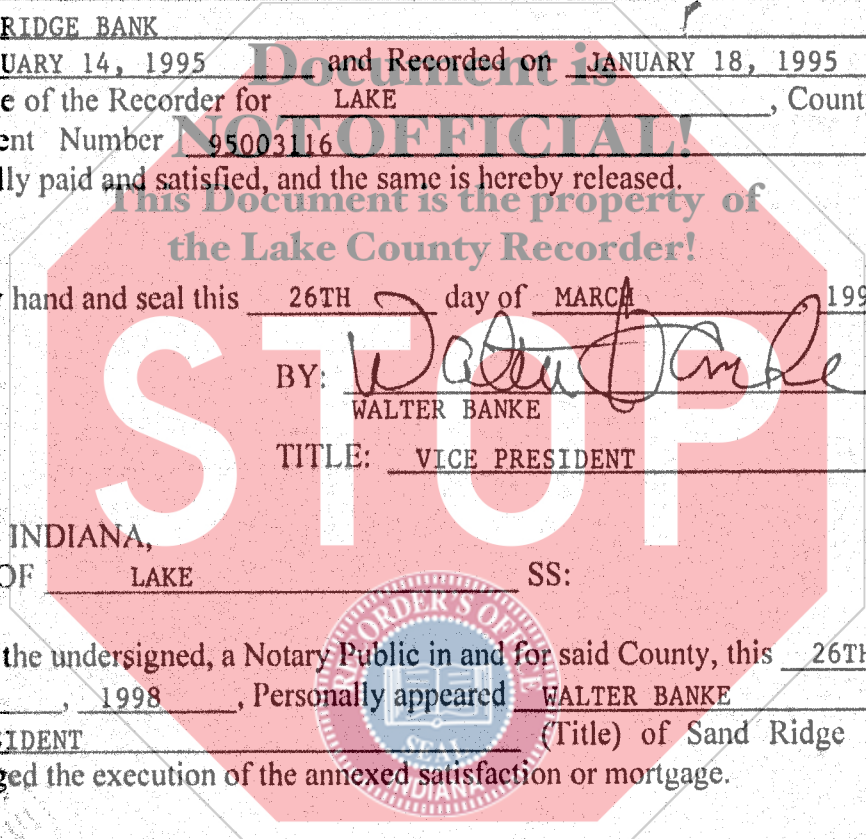 RIDGE BANK
UARY 14, 1995 and Recorded on JANUARY 18, 1995
e of the Recorder for LAKE , Count
ent Number 95003116
lly paid and satisfied, and the same is hereby released.
Document is
NOT OFFICIAL!
This Document is the property of
the Lake County Recorder!
hand and seal this 26TH day of MARCH 199
BY: Walter Banke
WALTER BANKE
TITLE: VICE PRESIDENT
STOP
INDIANA,
OF LAKE SS:
the undersigned, a Notary Public in and for said County, this 26TH
, 1998 , Personally appeared WALTER BANKE
SIDENT (Title) of Sand Ridge
ged the execution of the annexed satisfaction or mortgage.
RECORDER'S OFFICE
SEAL
INDIANA